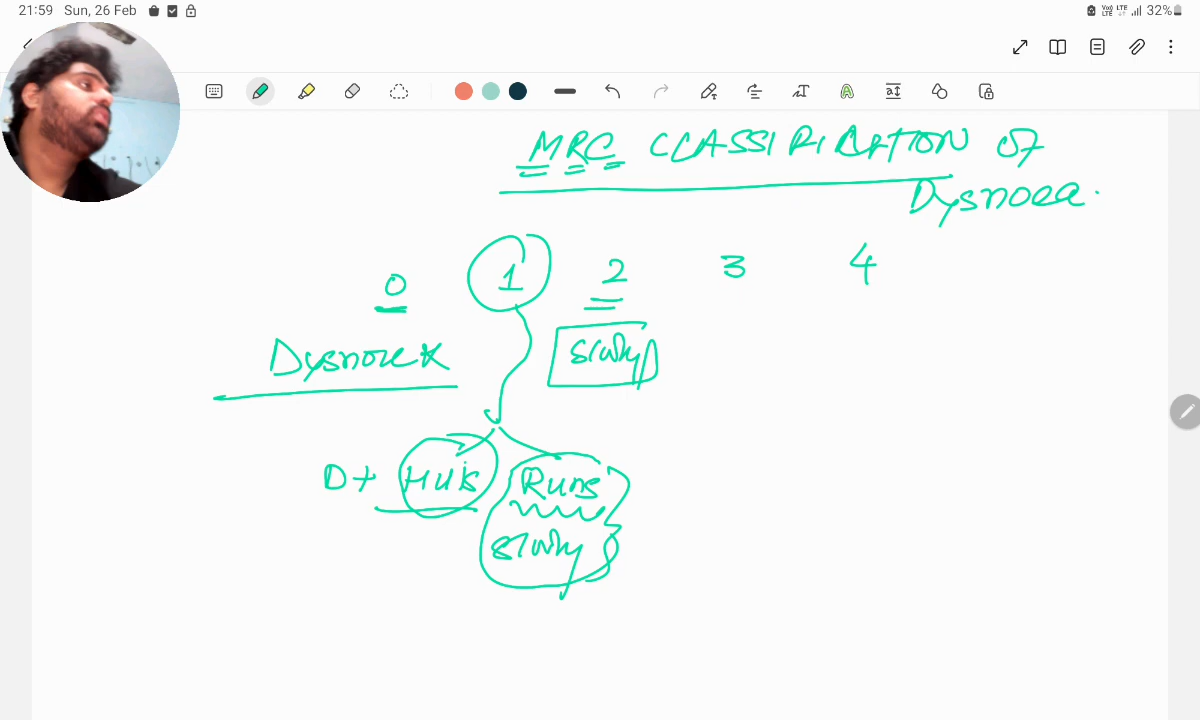 21:59 Sun, 26 Feb
32%
MRC CLASSIFICATION of
Dysnoea.
0 1 2 3 4
Slowly
D+ Hills Runs
Slowly